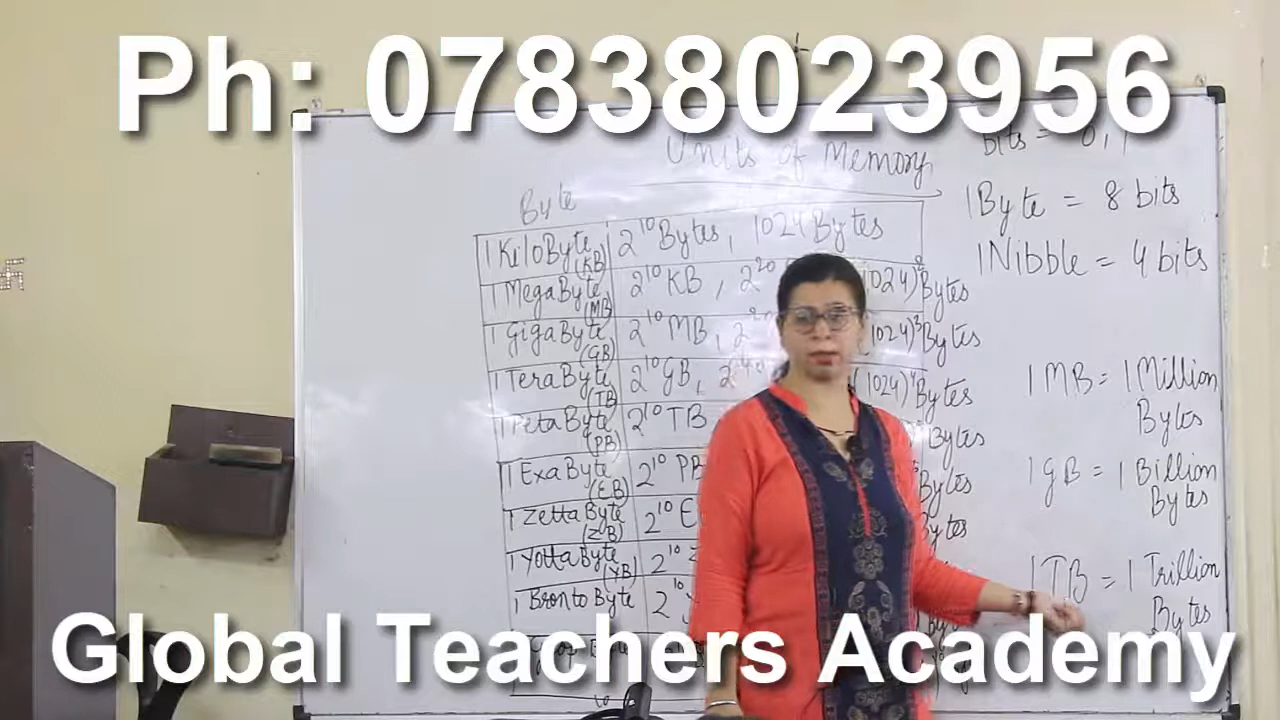 Ph: 07838023956
Units of Memory
bits = 0,1
Byte
1 Byte = 8 bits
1 Nibble = 4 bits
1 KiloByte (KB) 2^10 Bytes, 1024 Bytes
1 MegaByte (MB) 2^10 KB, 2^20 (1024)^2 Bytes
1 GigaByte (GB) 2^10 MB, (1024)^3 Bytes
1 TeraByte (TB) 2^10 GB, (1024)^4 Bytes
1 PetaByte (PB) 2^10 TB Bytes
1 ExaByte (EB) 2^10 PB Bytes
1 ZettaByte (ZB) 2^10 E Bytes
1 YottaByte (YB) 2^10
1 BrontoByte 2^10
1 MB = 1 Million
Bytes
1 GB = 1 Billion
Bytes
1 TB = 1 Trillion
Bytes
Global Teachers Academy